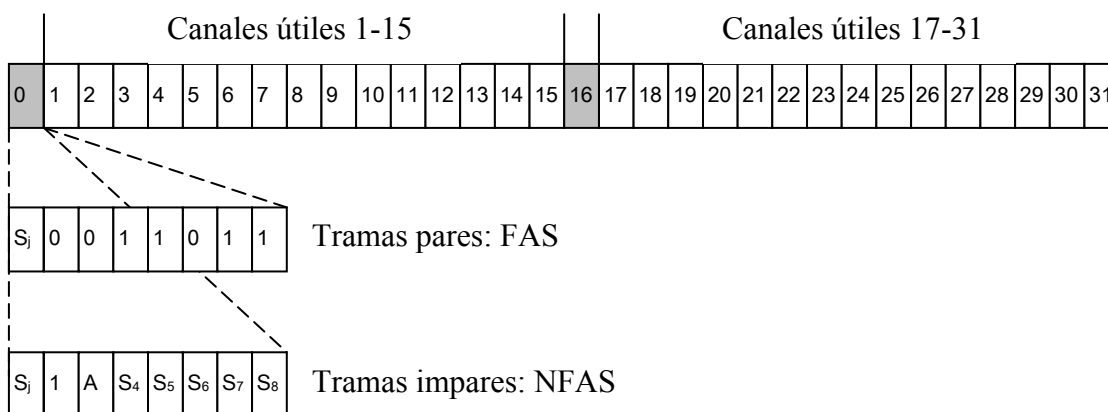 Canales útiles 1-15 Canales útiles 17-31
0 1 2 3 4 5 6 7 8 9 10 11 12 13 14 15 16 17 18 19 20 21 22 23 24 25 26 27 28 29 30 31
Sj 0 0 1 1 0 1 1 Tramas pares: FAS
Sj 1 A S4 S5 S6 S7 S8 Tramas impares: NFAS